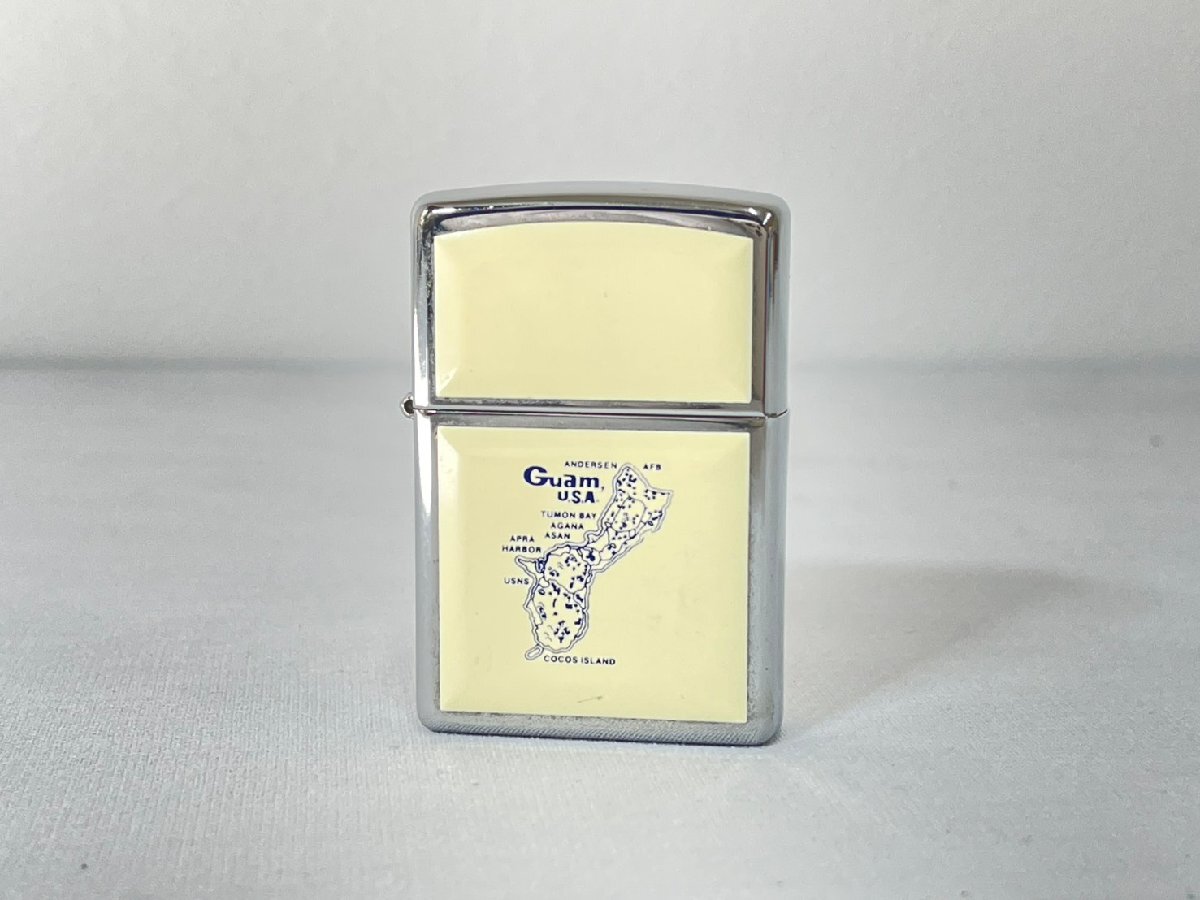 ANDERSEN AFB
Guam,
U.S.A.
TUMON BAY
AGANA
ASAN
APRA
HARBOR
USNS
COCOS ISLAND